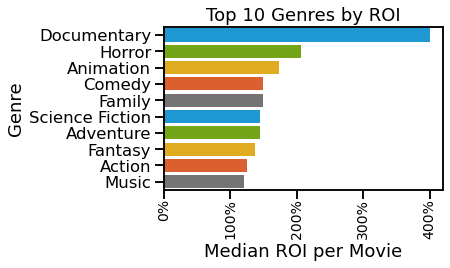 Top 10 Genres by ROI
Genre
Documentary
Horror
Animation
Comedy
Family
Science Fiction
Adventure
Fantasy
Action
Music
0%
100%
200%
300%
400%
Median ROI per Movie